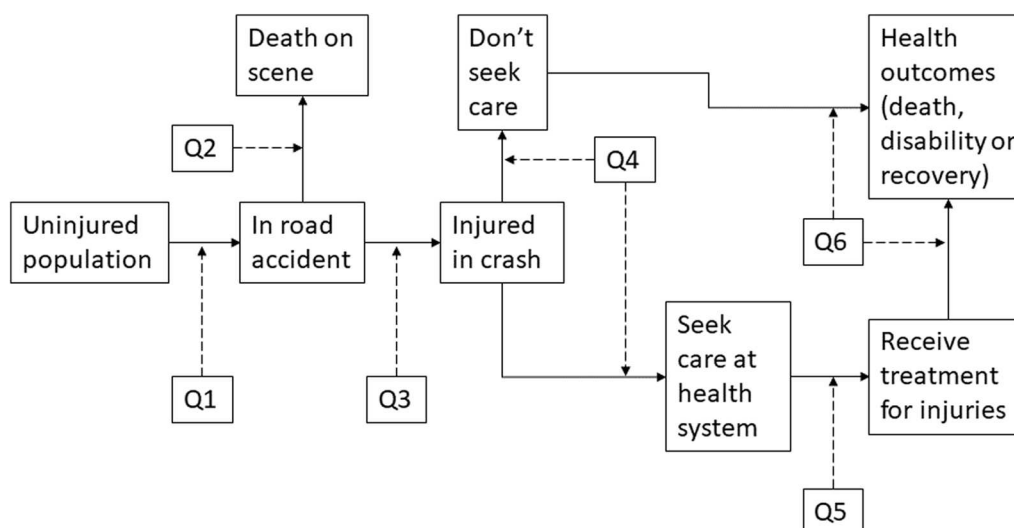 Death on
scene
Don’t
seek
care
Health
outcomes
(death,
disability or
recovery)
Q2
Q4
Uninjured
population
In road
accident
Injured
in crash
Q6
Seek
care at
health
system
Receive
treatment
for injuries
Q1
Q3
Q5